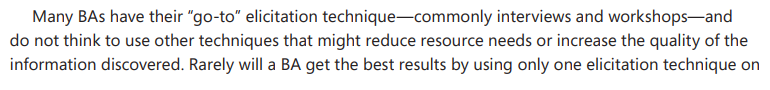 Many BAs have their “go-to” elicitation technique—commonly interviews and workshops—and
do not think to use other techniques that might reduce resource needs or increase the quality of the
information discovered. Rarely will a BA get the best results by using only one elicitation technique on